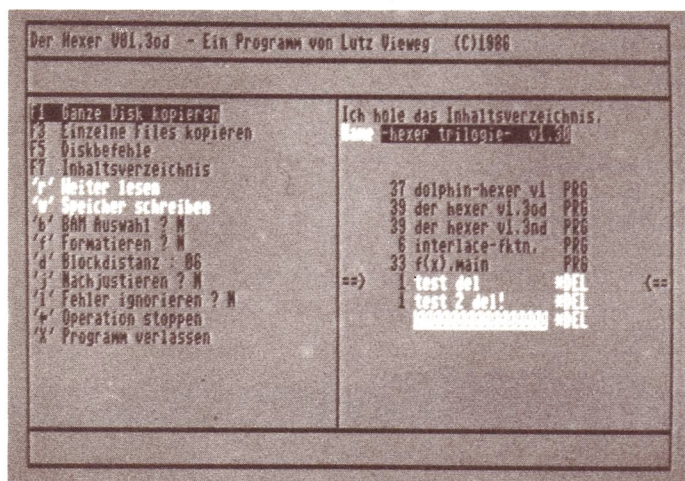 Der Hexer V01.3od - Ein Programm von Lutz Vieweg (C)1986
F1 Ganze Disk kopieren
F3 Einzelne Files kopieren
F5 Diskbefehle
F7 Inhaltsverzeichnis
'r' Weiter lesen
'w' Speicher schreiben
'b' BAM Auswahl ? N
'f' Formatieren ? N
'd' Blockdistanz : 06
'j' Nachjustieren ? N
'i' Fehler ignorieren ? N
'*' Operation stoppen
'X' Programm verlassen
Ich hole das Inhaltsverzeichnis.
Name -hexer trilogie- v1.30
37 dolphin-hexer v1 PRG
39 der hexer v1.3od PRG
39 der hexer v1.3nd PRG
6 interlace-fktn. PRG
33 f(x).main PRG
==) 1 test del *DEL (==
1 test 2 del! *DEL
*DEL